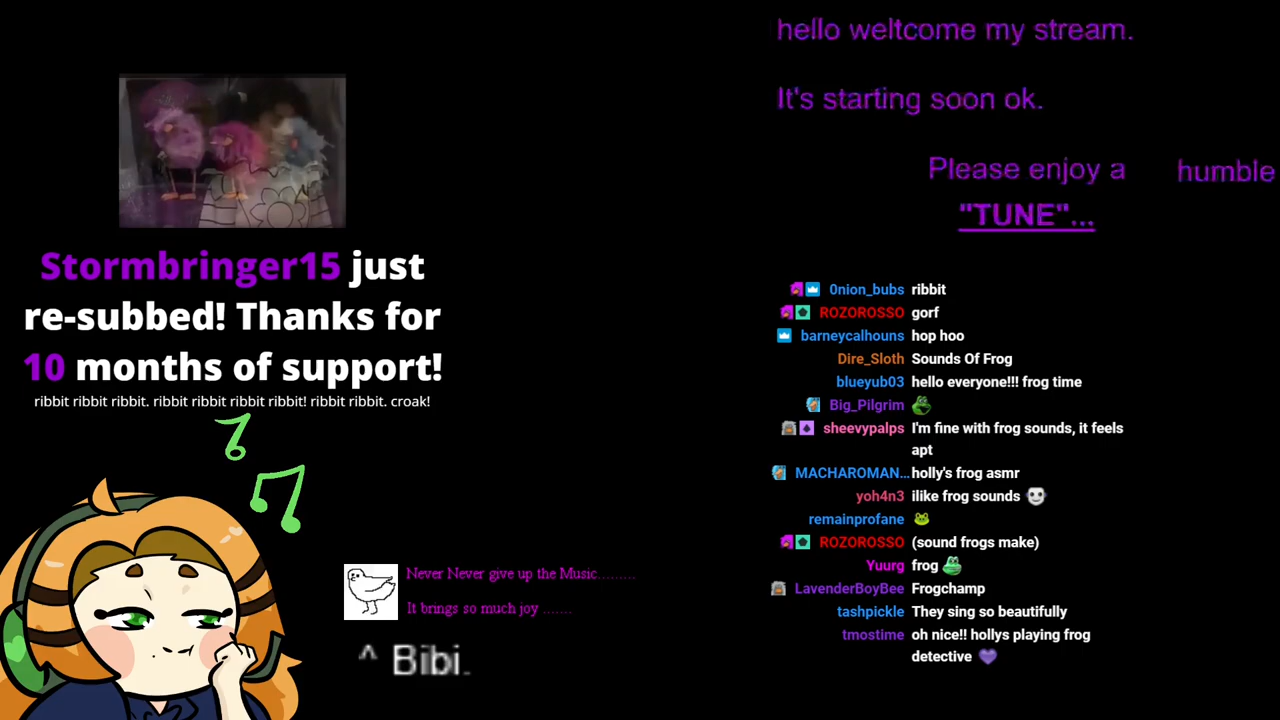 hello weltcome my stream.
It's starting soon ok.
Please enjoy a humble
"TUNE"...
Stormbringer15 just
re-subbed! Thanks for
10 months of support!
ribbit ribbit ribbit. ribbit ribbit ribbit ribbit! ribbit ribbit. croak!
0nion_bubs ribbit
ROZOROSSO gorf
barneycalhouns hop hoo
Dire_Sloth Sounds Of Frog
blueyub03 hello everyone!!! frog time
Big_Pilgrim
sheevypalps I'm fine with frog sounds, it feels
apt
MACHAROMAN... holly's frog asmr
yoh4n3 ilike frog sounds
remainprofane
ROZOROSSO (sound frogs make)
Yuurg frog
LavenderBoyBee Frogchamp
tashpickle They sing so beautifully
tmostime oh nice!! hollys playing frog
detective
Never Never give up the Music.........
It brings so much joy .......
^ Bibi.